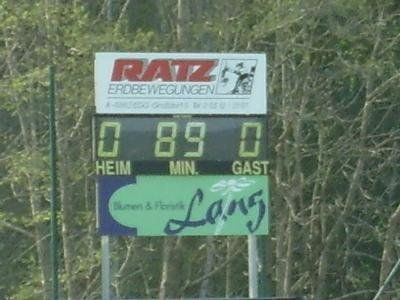 RATZ
ERDBEWEGUNGEN
0 89 0
HEIM MIN. GAST
Blumen & Floristik
Lang